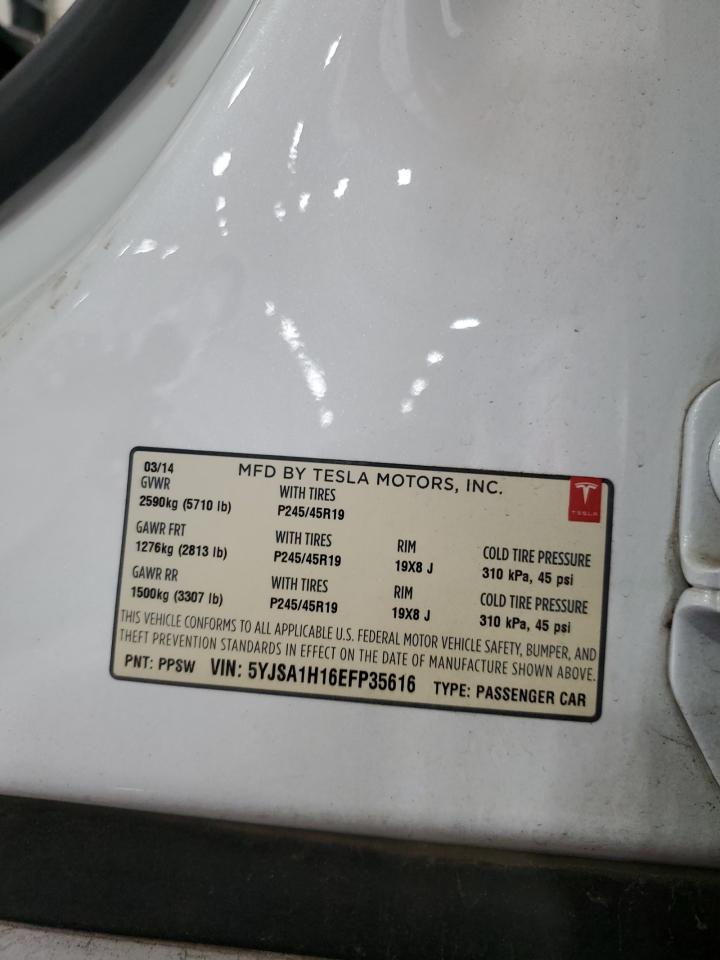 03/14 MFD BY TESLA MOTORS, INC.
TESLA
GVWR WITH TIRES
2590kg (5710 lb) P245/45R19
GAWR FRT WITH TIRES RIM COLD TIRE PRESSURE
1276kg (2813 lb) P245/45R19 19X8 J 310 kPa, 45 psi
GAWR RR WITH TIRES RIM COLD TIRE PRESSURE
1500kg (3307 lb) P245/45R19 19X8 J 310 kPa, 45 psi
THIS VEHICLE CONFORMS TO ALL APPLICABLE U.S. FEDERAL MOTOR VEHICLE SAFETY, BUMPER, AND
THEFT PREVENTION STANDARDS IN EFFECT ON THE DATE OF MANUFACTURE SHOWN ABOVE.
PNT: PPSW VIN: 5YJSA1H16EFP35616 TYPE: PASSENGER CAR